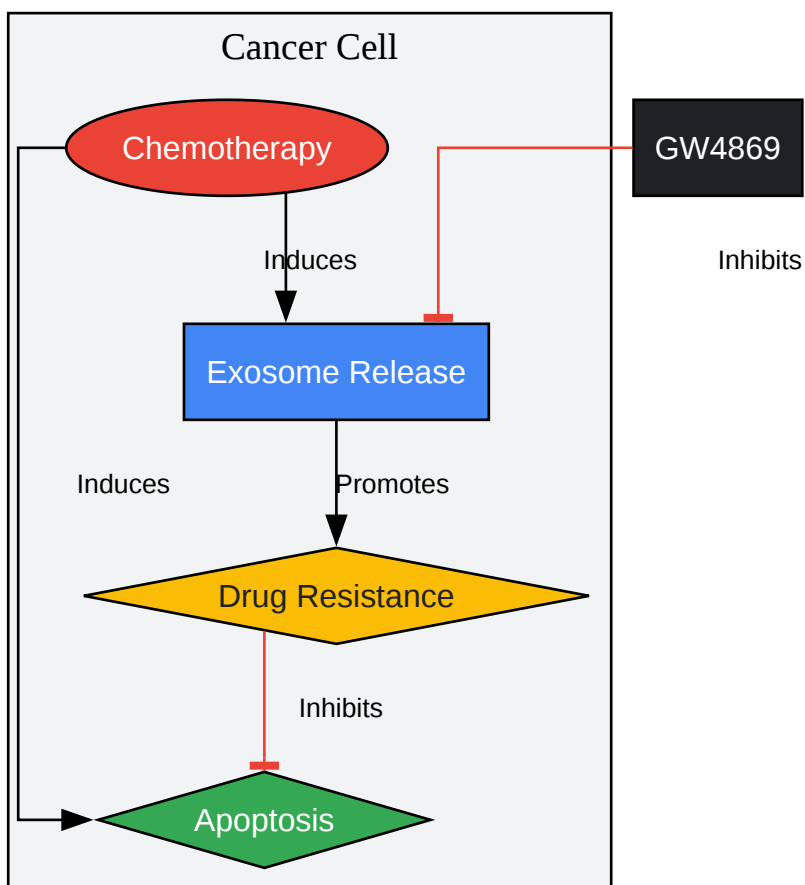 Cancer Cell
Chemotherapy
GW4869
Induces
Inhibits
Exosome Release
Induces
Promotes
Drug Resistance
Inhibits
Apoptosis